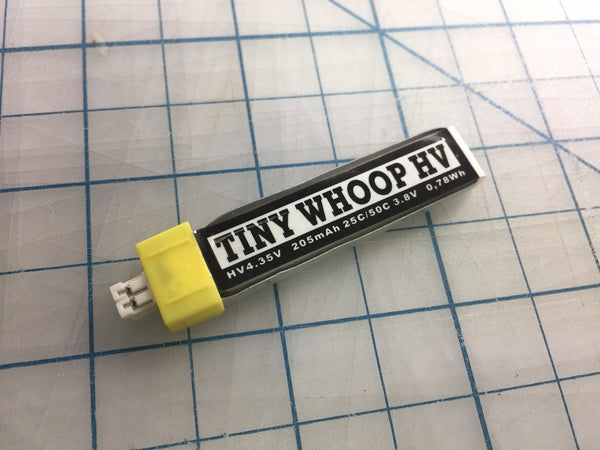 TINY WHOOP HV
HV4.35V 205mAh 25C/50C 3.8V 0,78Wh